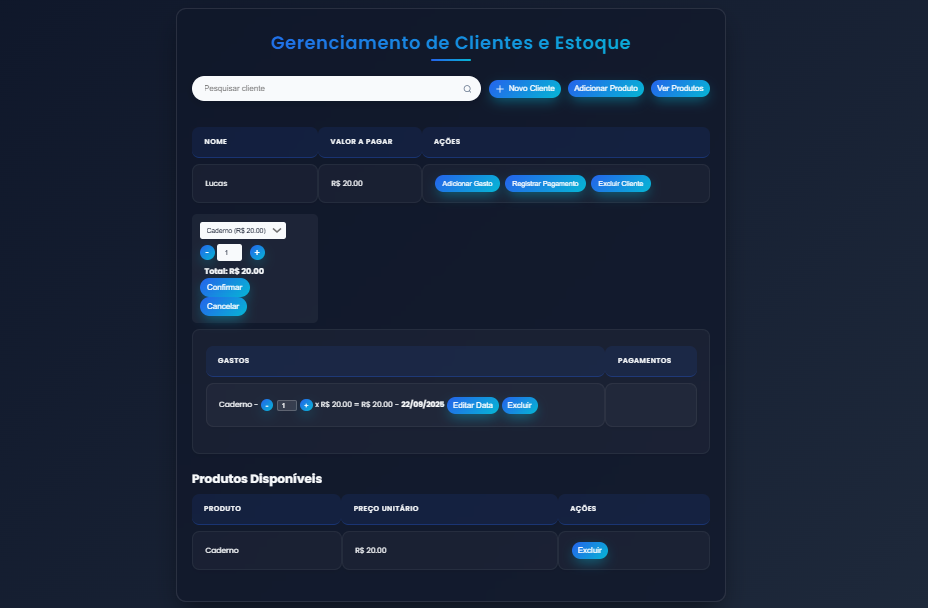 Gerenciamento de Clientes e Estoque
Pesquisar cliente
+ Novo Cliente Adicionar Produto Ver Produtos
NOME VALOR A PAGAR AÇÕES
Lucas R$ 20.00 Adicionar Gasto Registrar Pagamento Excluir Cliente
Caderno (R$ 20.00)
- 1 +
Total: R$ 20.00
Confirmar
Cancelar
GASTOS PAGAMENTOS
Caderno - - 1 + x R$ 20.00 = R$ 20.00 - 22/09/2025 Editar Data Excluir
Produtos Disponíveis
PRODUTO PREÇO UNITÁRIO AÇÕES
Caderno R$ 20.00 Excluir